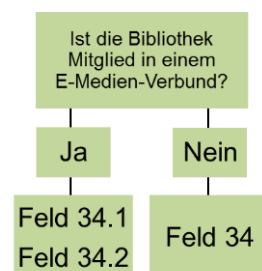 Ist die Bibliothek
Mitglied in einem
E-Medien-Verbund?
Ja
Nein
Feld 34.1
Feld 34.2
Feld 34